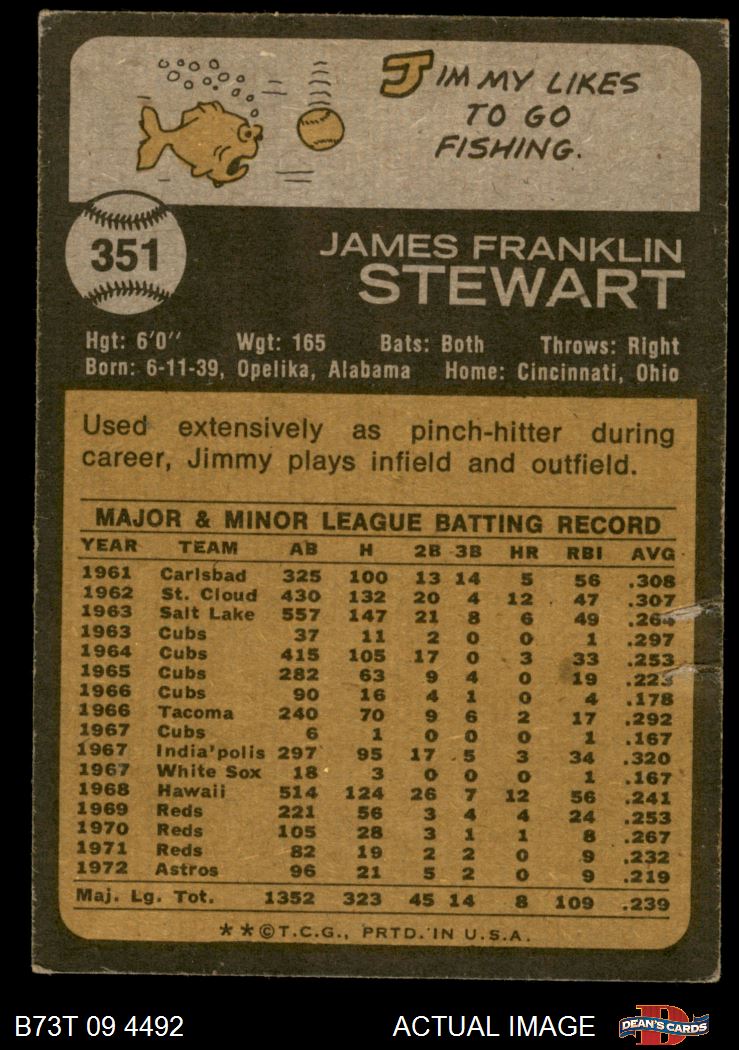 JIMMY LIKES
TO GO
FISHING.
351
JAMES FRANKLIN
STEWART
Hgt: 6'0" Wgt: 165 Bats: Both Throws: Right
Born: 6-11-39, Opelika, Alabama Home: Cincinnati, Ohio
Used extensively as pinch-hitter during
career, Jimmy plays infield and outfield.
MAJOR & MINOR LEAGUE BATTING RECORD
YEAR TEAM AB H 2B 3B HR RBI AVG
1961 Carlsbad 325 100 13 14 5 56 .308
1962 St. Cloud 430 132 20 4 12 47 .307
1963 Salt Lake 557 147 21 8 6 49 .264
1963 Cubs 37 11 2 0 0 1 .297
1964 Cubs 415 105 17 0 3 33 .253
1965 Cubs 282 63 9 4 0 19 .223
1966 Cubs 90 16 4 1 0 4 .178
1966 Tacoma 240 70 9 6 2 17 .292
1967 Cubs 6 1 0 0 0 1 .167
1967 India'polis 297 95 17 5 3 34 .320
1967 White Sox 18 3 0 0 0 1 .167
1968 Hawaii 514 124 26 7 12 56 .241
1969 Reds 221 56 3 4 4 24 .253
1970 Reds 105 28 3 1 1 8 .267
1971 Reds 82 19 2 2 0 9 .232
1972 Astros 96 21 5 2 0 9 .219
Maj. Lg. Tot. 1352 323 45 14 8 109 .239
**©T.C.G., PRTD. IN U.S.A.
B73T 09 4492 ACTUAL IMAGE D DEAN'S CARDS